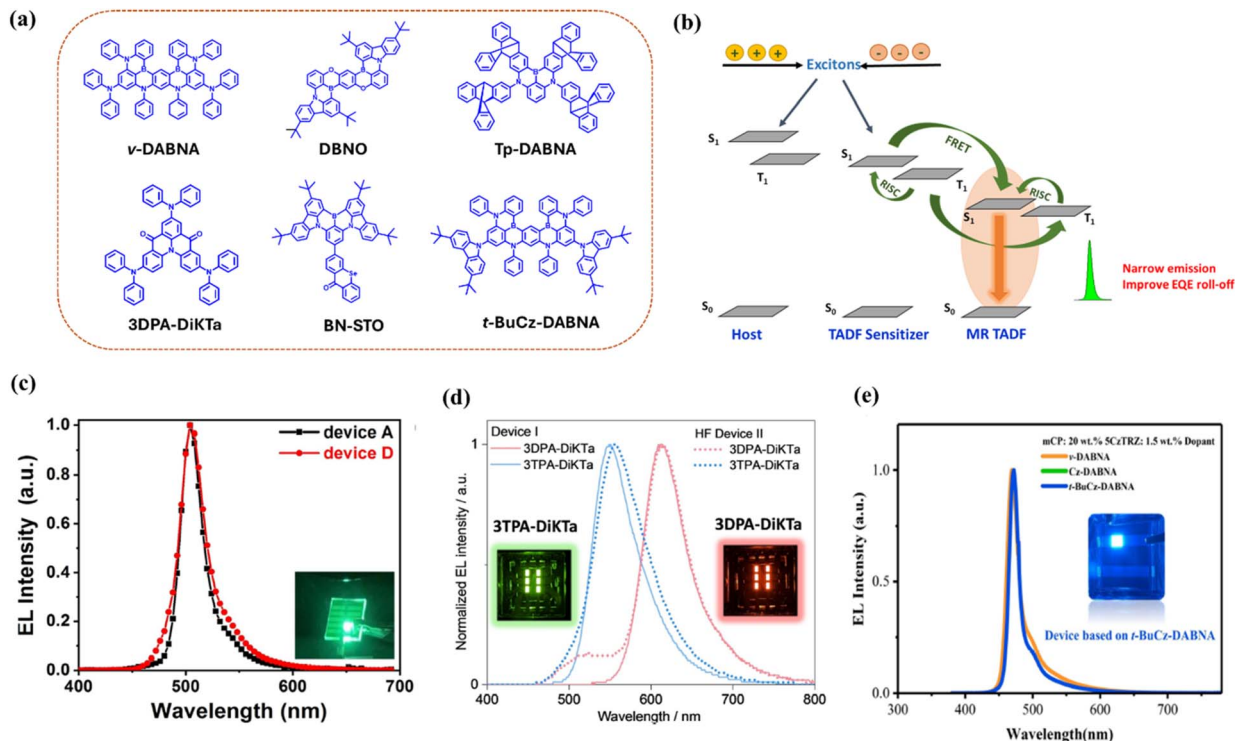 (a)
v-DABNA
DBNO
Tp-DABNA
3DPA-DiKTa
BN-STO
t-BuCz-DABNA
(b)
+ + +
Excitons
- - -
S1
T1
S1
T1
RISC
FRET
S1
T1
RISC
S0
S0
S0
Host
TADF Sensitizer
MR TADF
Narrow emission
Improve EQE roll-off
(c)
device A
device D
EL Intensity (a.u.)
1.0
0.8
0.6
0.4
0.2
0.0
400 500 600 700
Wavelength (nm)
(d)
Device I
3DPA-DiKTa
3TPA-DiKTa
HF Device II
3DPA-DiKTa
3TPA-DiKTa
3TPA-DiKTa
3DPA-DiKTa
Normalized EL intensity / a.u.
1
0
400 500 600 700 800
Wavelength / nm
(e)
mCP: 20 wt.% 5CzTRZ: 1.5 wt.% Dopant
v-DABNA
Cz-DABNA
t-BuCz-DABNA
Device based on t-BuCz-DABNA
EL Intensity (a.u.)
1.0
0.5
0.0
300 400 500 600 700
Wavelength(nm)